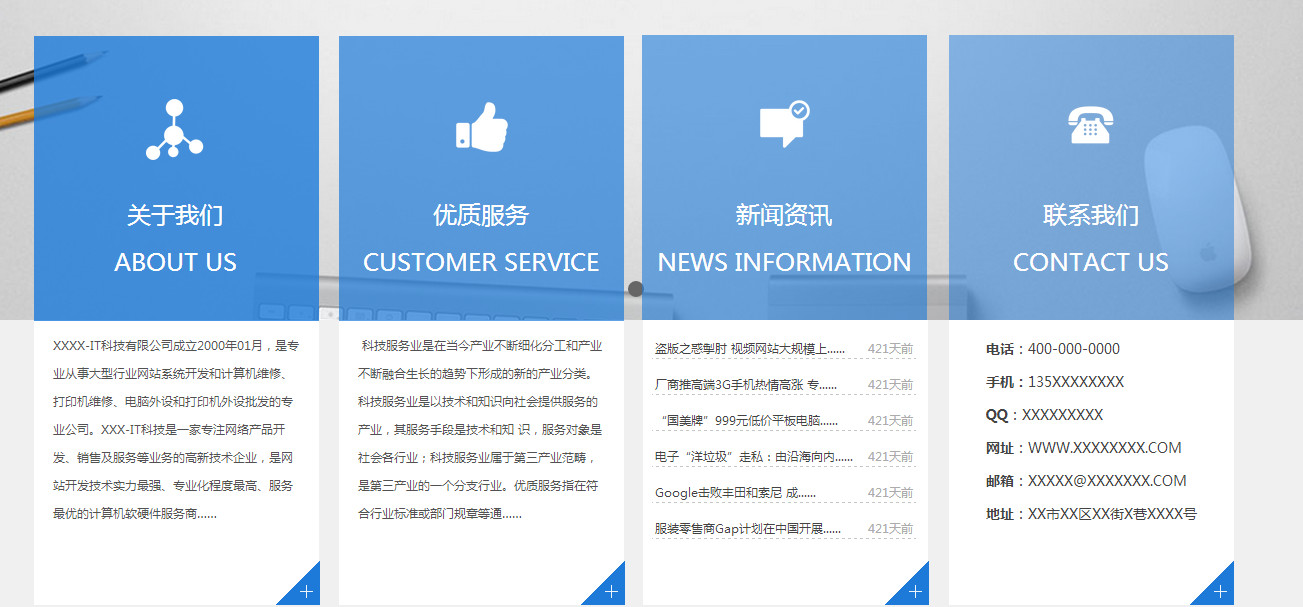 关于我们
ABOUT US
XXXX-IT科技有限公司成立2000年01月，是专
业从事大型行业网站系统开发和计算机维修、
打印机维修、电脑外设和打印机外设批发的专
业公司。XXX-IT科技是一家专注网络产品开
发、销售及服务等业务的高新技术企业，是网
站开发技术实力最强、专业化程度最高、服务
最优的计算机软硬件服务商......
优质服务
CUSTOMER SERVICE
科技服务业是在当今产业不断细化分工和产业
不断融合生长的趋势下形成的新的产业分类。
科技服务业是以技术和知识向社会提供服务的
产业，其服务手段是技术和知 识，服务对象是
社会各行业；科技服务业属于第三产业范畴，
是第三产业的一个分支行业。优质服务指在符
合行业标准或部门规章等通......
新闻资讯
NEWS INFORMATION
盗版之惑掣肘 视频网站大规模上...... 421天前
厂商推高端3G手机热情高涨 专...... 421天前
“国美牌”999元低价平板电脑...... 421天前
电子“洋垃圾”走私：由沿海向内...... 421天前
Google击败丰田和索尼 成...... 421天前
服装零售商Gap计划在中国开展...... 421天前
联系我们
CONTACT US
电话：400-000-0000
手机：135XXXXXXXX
QQ：XXXXXXXXX
网址：WWW.XXXXXXXX.COM
邮箱：XXXXX@XXXXXXX.COM
地址：XX市XX区XX街X巷XXXX号